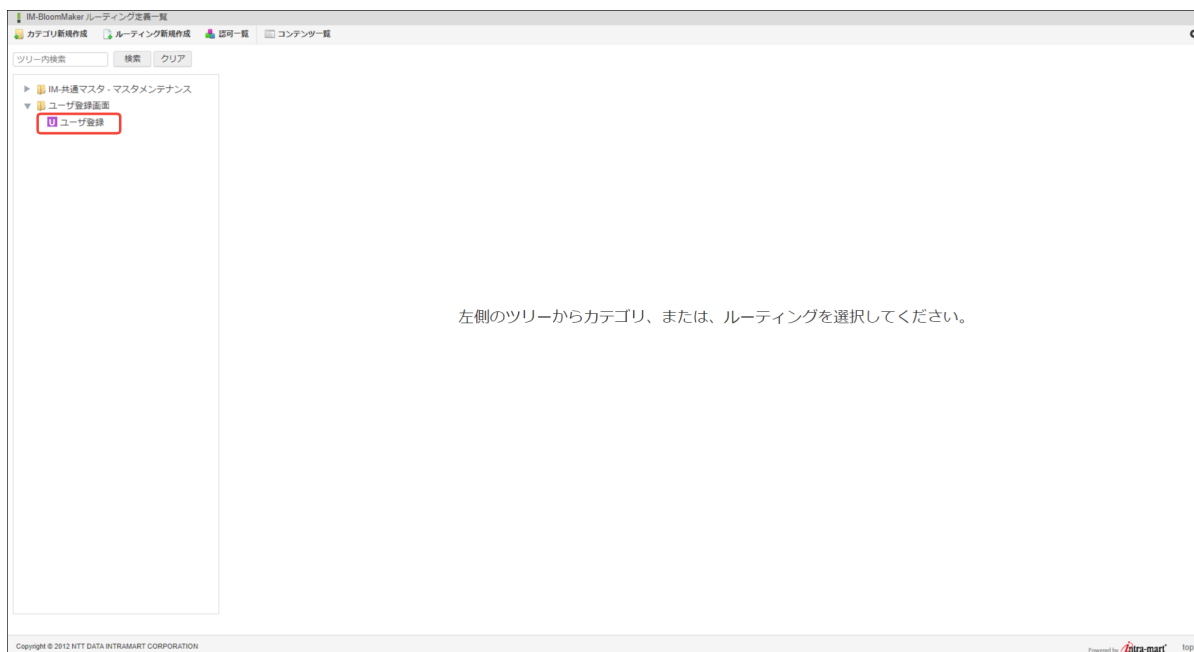 IM-BloomMaker ルーティング定義一覧
カテゴリ新規作成 ルーティング新規作成 認可一覧 コンテンツ一覧
ツリー内検索 検索 クリア
IM-共通マスタ - マスタメンテナンス
ユーザ登録画面
U ユーザ登録
左側のツリーからカテゴリ、または、ルーティングを選択してください。
Copyright © 2012 NTT DATA INTRAMART CORPORATION
Powered by intra-mart top